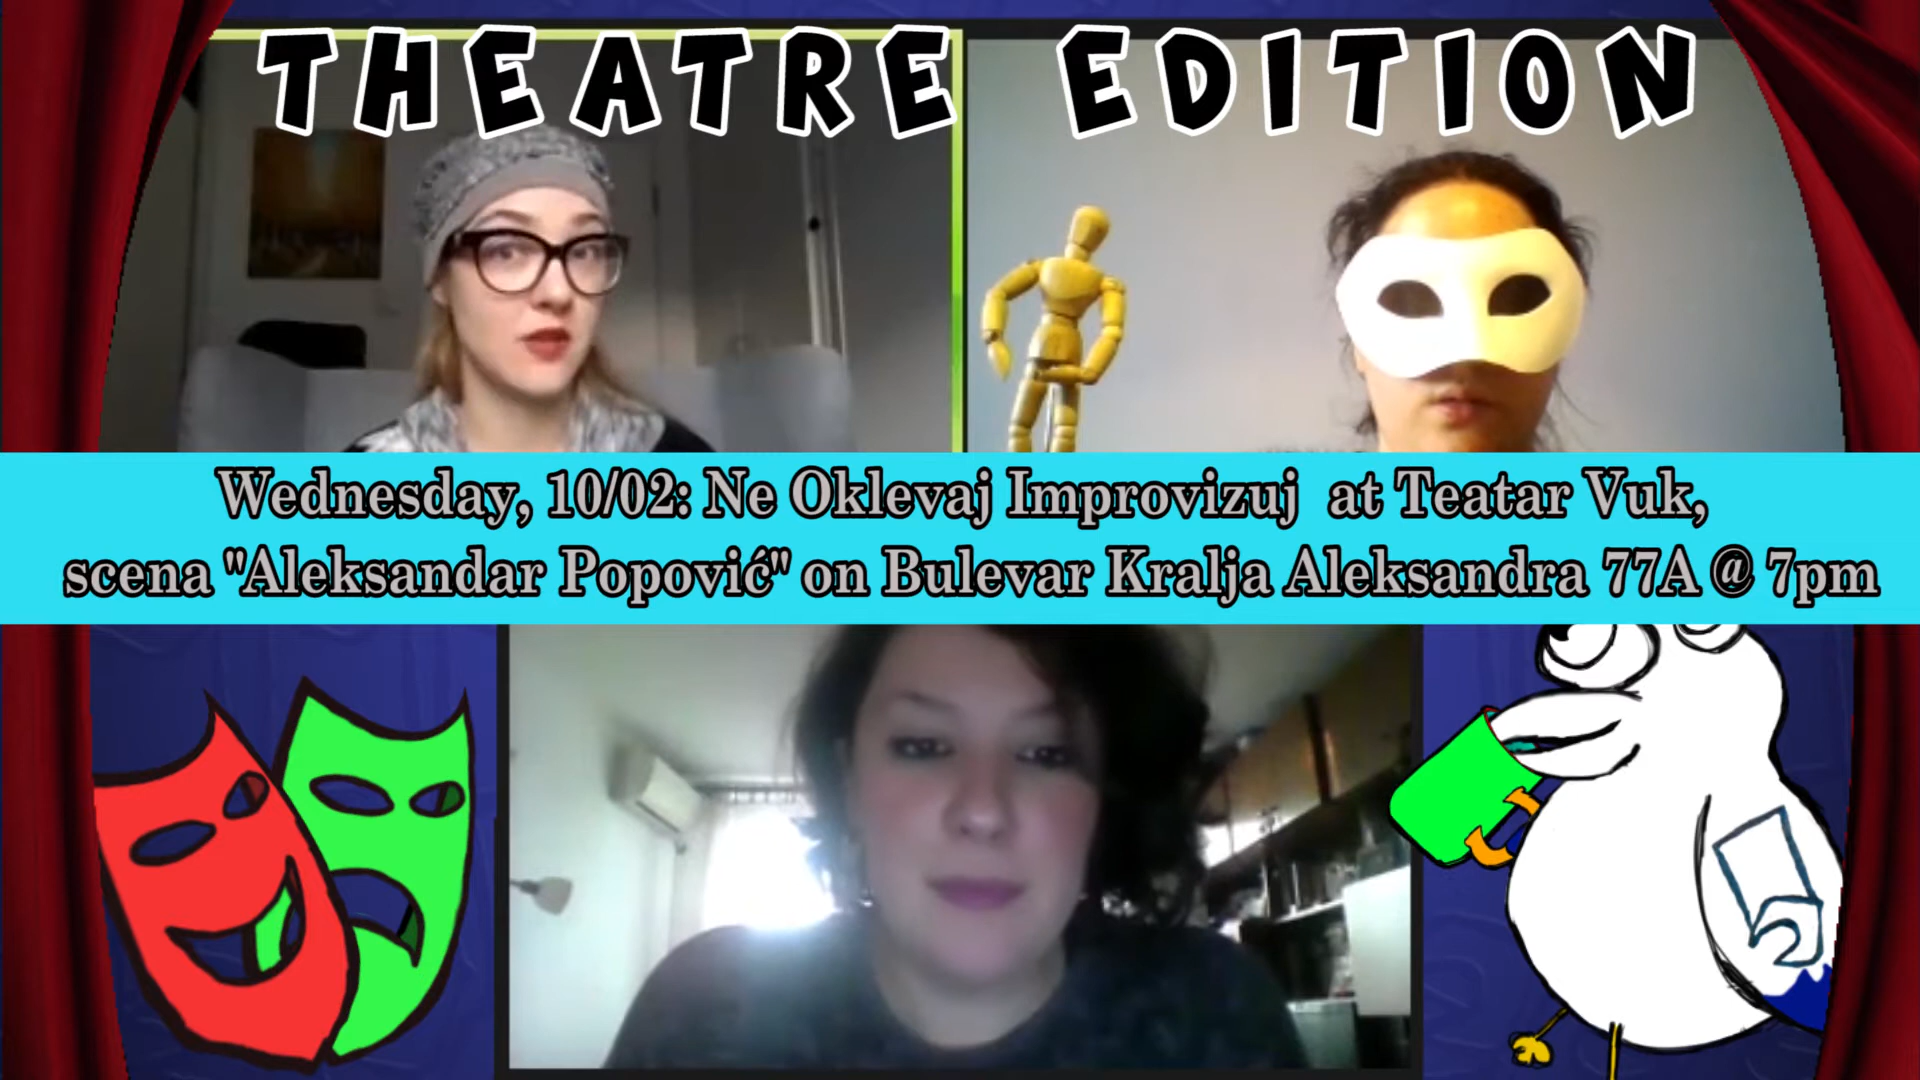 THEATRE EDITION
Wednesday, 10/02: Ne Oklevaj Improvizuj at Teatar Vuk,
scena "Aleksandar Popović" on Bulevar Kralja Aleksandra 77A @ 7pm